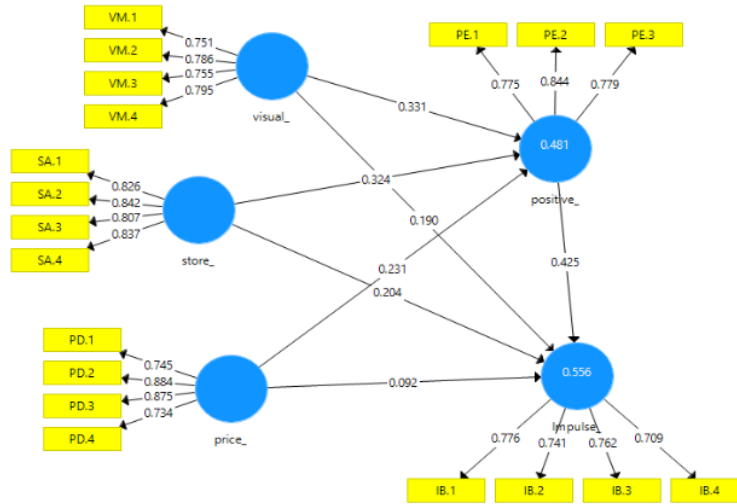 VM.1
VM.2
VM.3
VM.4
0.751
0.786
0.755
0.795
visual_
PE.1
PE.2
PE.3
0.775
0.844
0.779
0.481
positive_
0.331
0.324
0.190
0.231
0.204
0.425
0.092
SA.1
SA.2
SA.3
SA.4
0.826
0.842
0.807
0.837
store_
PD.1
PD.2
PD.3
PD.4
0.745
0.884
0.875
0.734
price_
0.556
Impulse_
0.776
0.741
0.762
0.709
IB.1
IB.2
IB.3
IB.4